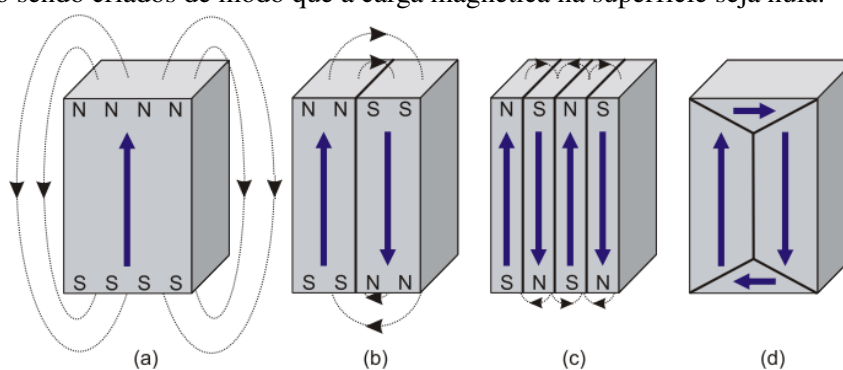 o sendo criados de modo que a carga magnética na superfície seja nula.
N N N N N N S S N S N S
S S S S S S N N S N S N
(a) (b) (c) (d)